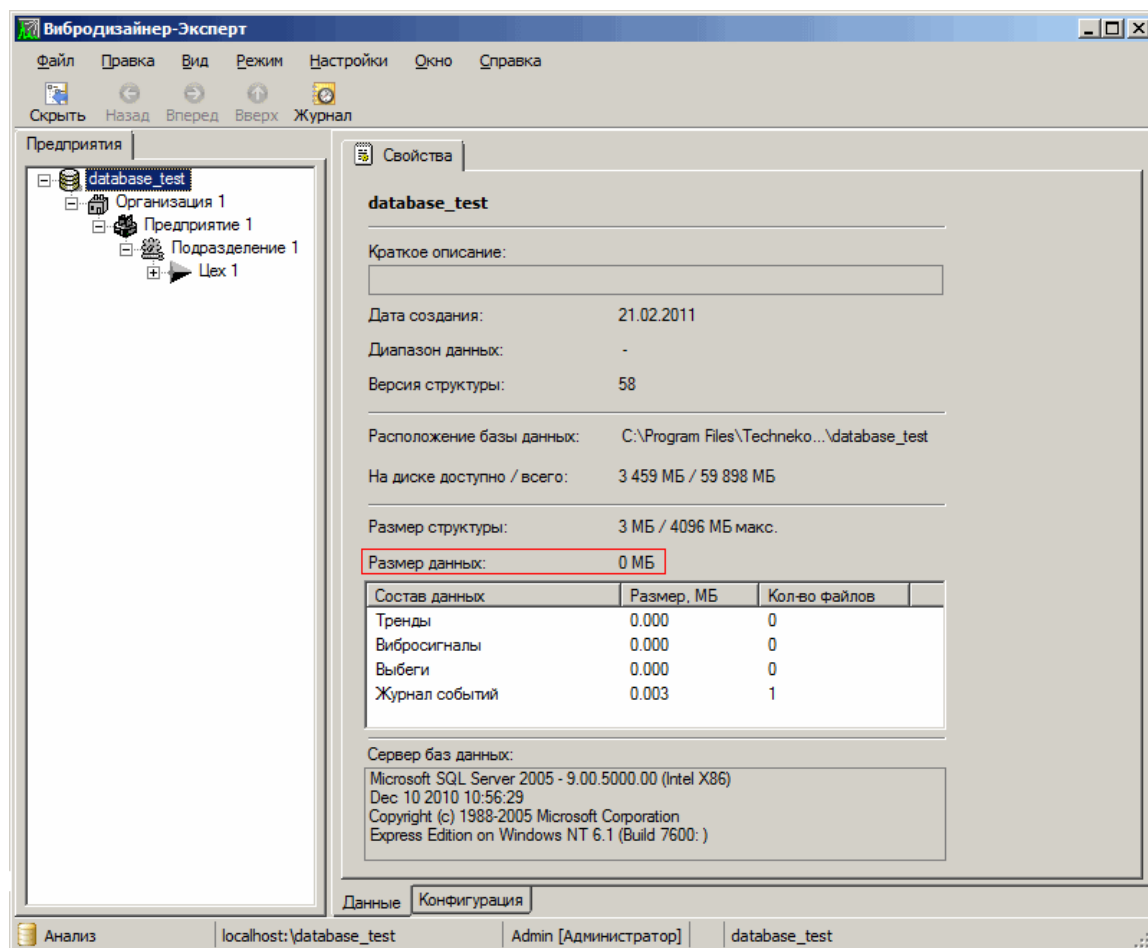 Вибродизайнер-Эксперт
Файл Правка Вид Режим Настройки Окно Справка
Скрыть Назад Вперед Вверх Журнал
Предприятия
database_test
Организация 1
Предприятие 1
Подразделение 1
Цех 1
Свойства
database_test
Краткое описание:
Дата создания: 21.02.2011
Диапазон данных: -
Версия структуры: 58
Расположение базы данных: C:\Program Files\Techneko...\database_test
На диске доступно / всего: 3 459 МБ / 59 898 МБ
Размер структуры: 3 МБ / 4096 МБ макс.
Размер данных: 0 МБ
Состав данных Размер, МБ Кол-во файлов
Тренды 0.000 0
Вибросигналы 0.000 0
Выбеги 0.000 0
Журнал событий 0.003 1
Сервер баз данных:
Microsoft SQL Server 2005 - 9.00.5000.00 (Intel X86)
Dec 10 2010 10:56:29
Copyright (c) 1988-2005 Microsoft Corporation
Express Edition on Windows NT 6.1 (Build 7600: )
Данные Конфигурация
Анализ localhost:\database_test Admin [Администратор] database_test